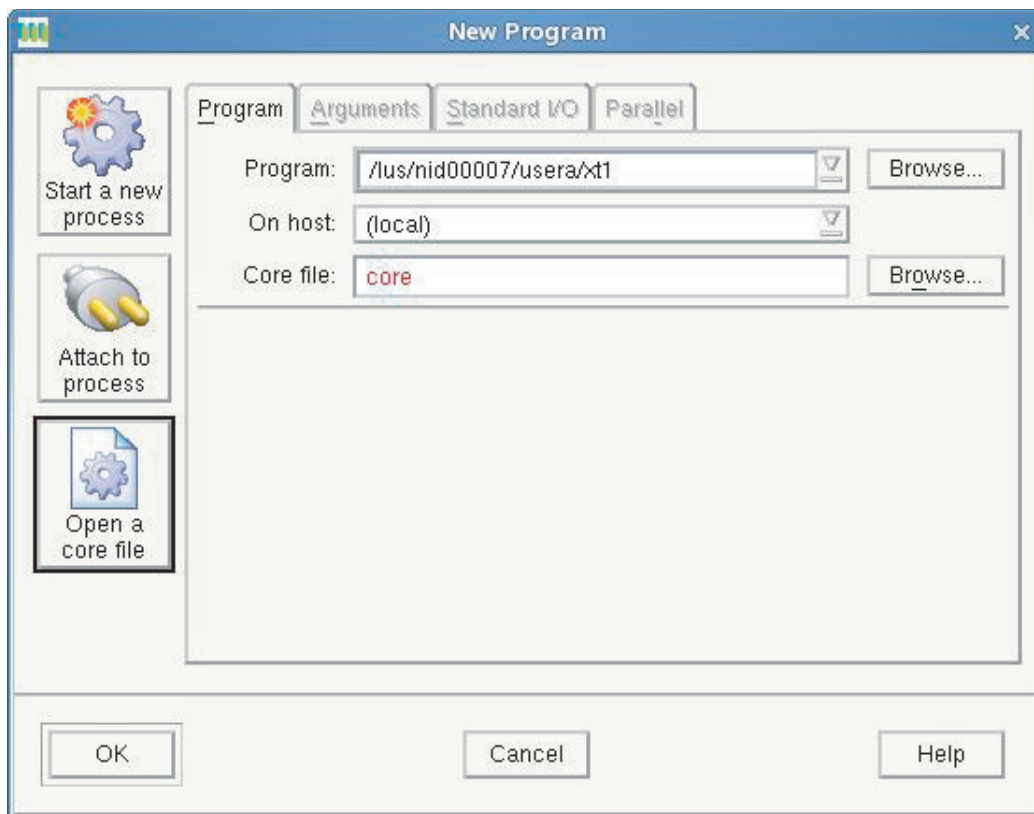 New Program
Start a new
process
Attach to
process
Open a
core file
Program Arguments Standard I/O Parallel
Program: /lus/nid00007/usera/xt1 Browse...
On host: (local)
Core file: core Browse...
OK Cancel Help